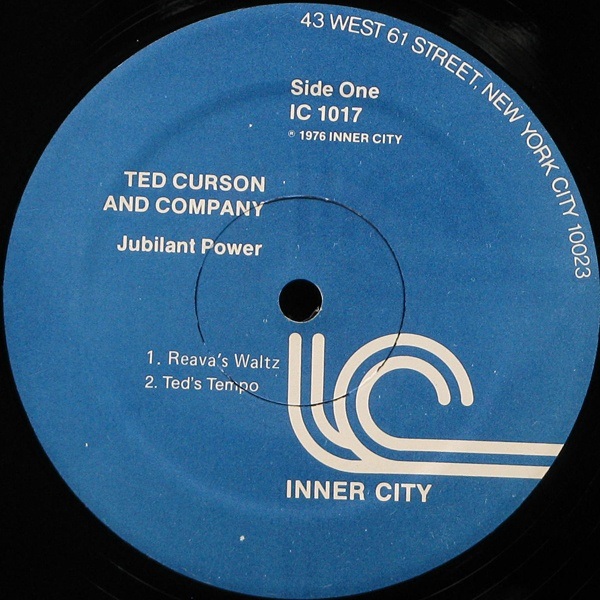 43 WEST 61 STREET, NEW YORK CITY 10023
Side One
IC 1017
℗ 1976 INNER CITY
TED CURSON
AND COMPANY
Jubilant Power
1. Reava's Waltz
2. Ted's Tempo
INNER CITY